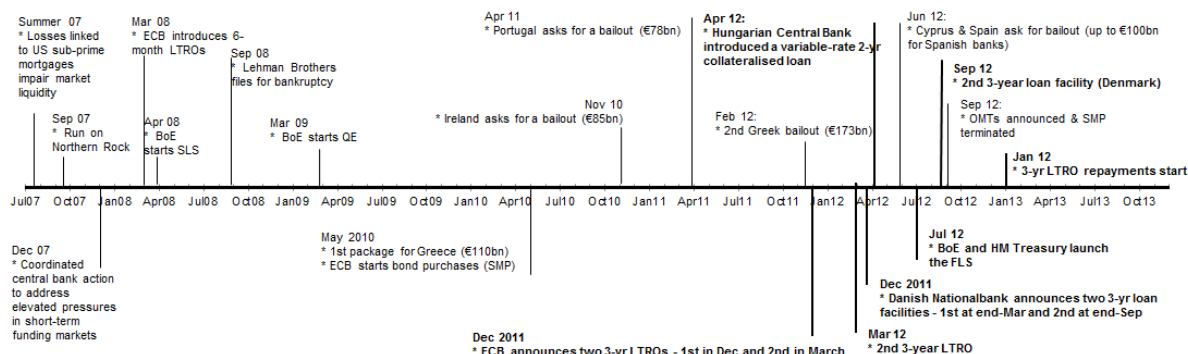 Summer 07
* Losses linked
to US sub-prime
mortgages
impair market
liquidity
Sep 07
* Run on
Northern Rock
Mar 08
* ECB introduces 6-
month LTROs
Apr 08
* BoE
starts SLS
Sep 08
* Lehman Brothers
files for bankruptcy
Mar 09
* BoE starts QE
Apr 11
* Portugal asks for a bailout (€78bn)
Nov 10
* Ireland asks for a bailout (€85bn)
Apr 12:
* Hungarian Central Bank
introduced a variable-rate 2-yr
collateralised loan
Feb 12:
* 2nd Greek bailout (€173bn)
Jun 12:
* Cyprus & Spain ask for bailout (up to €100bn
for Spanish banks)
Sep 12
* 2nd 3-year loan facility (Denmark)
Sep 12:
* OMTs announced & SMP
terminated
Jan 12
* 3-yr LTRO repayments start
Jul07 Oct07 Jan08 Apr08 Jul08 Oct08 Jan09 Apr09 Jul09 Oct09 Jan10 Apr10 Jul10 Oct10 Jan11 Apr11 Jul11 Oct11 Jan12 Apr12 Jul12 Oct12 Jan13 Apr13 Jul13 Oct13
Dec 07
* Coordinated
central bank action
to address
elevated pressures
in short-term
funding markets
May 2010
* 1st package for Greece (€110bn)
* ECB starts bond purchases (SMP)
Jul 12
* BoE and HM Treasury launch
the FLS
Dec 2011
* Danish Nationalbank announces two 3-yr loan
facilities - 1st at end-Mar and 2nd at end-Sep
Dec 2011
* ECB announces two 3-yr LTROs - 1st in Dec and 2nd in March
Mar 12
* 2nd 3-year LTRO